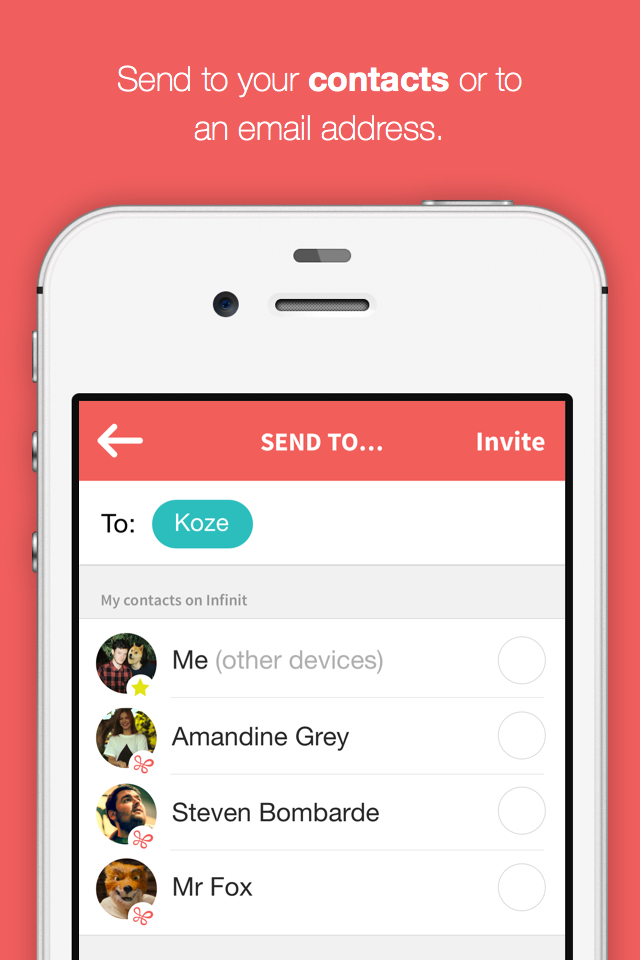 Send to your contacts or to
an email address.
SEND TO...
Invite
To: Koze
My contacts on Infinit
Me (other devices)
Amandine Grey
Steven Bombarde
Mr Fox